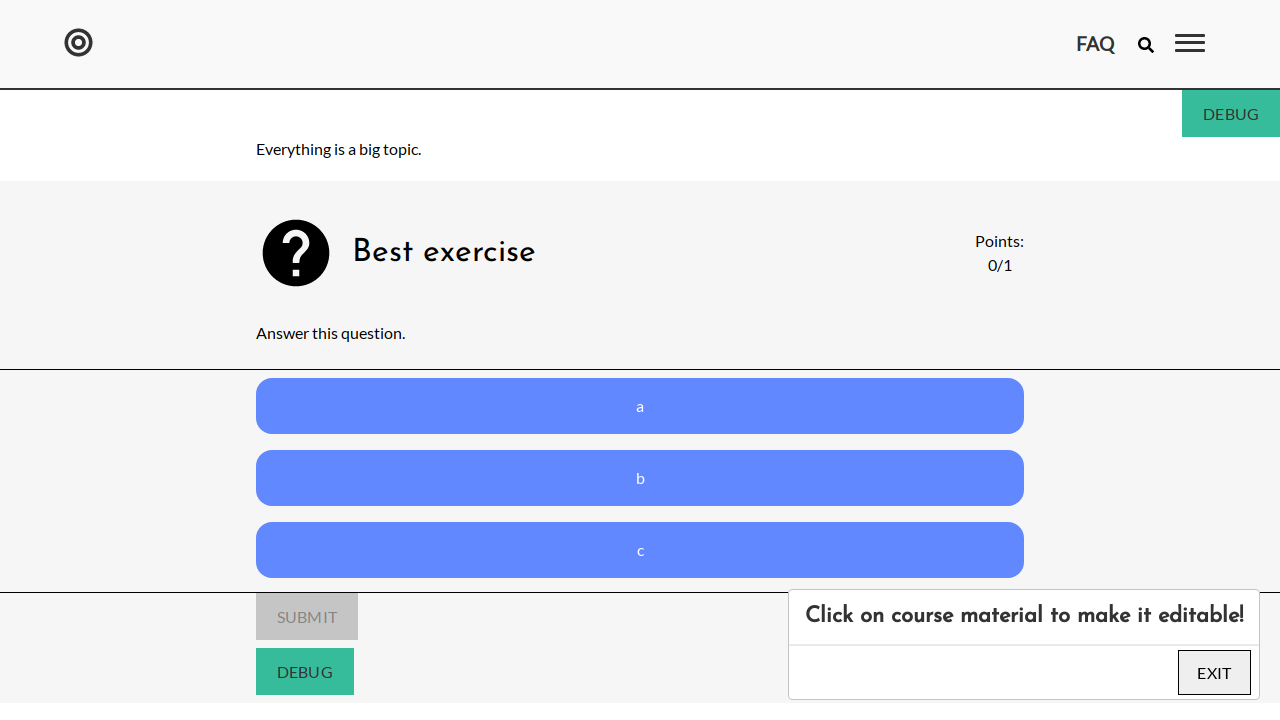 FAQ
DEBUG
Everything is a big topic.
Best exercise
Points:
0/1
Answer this question.
a
b
c
SUBMIT
DEBUG
Click on course material to make it editable!
EXIT